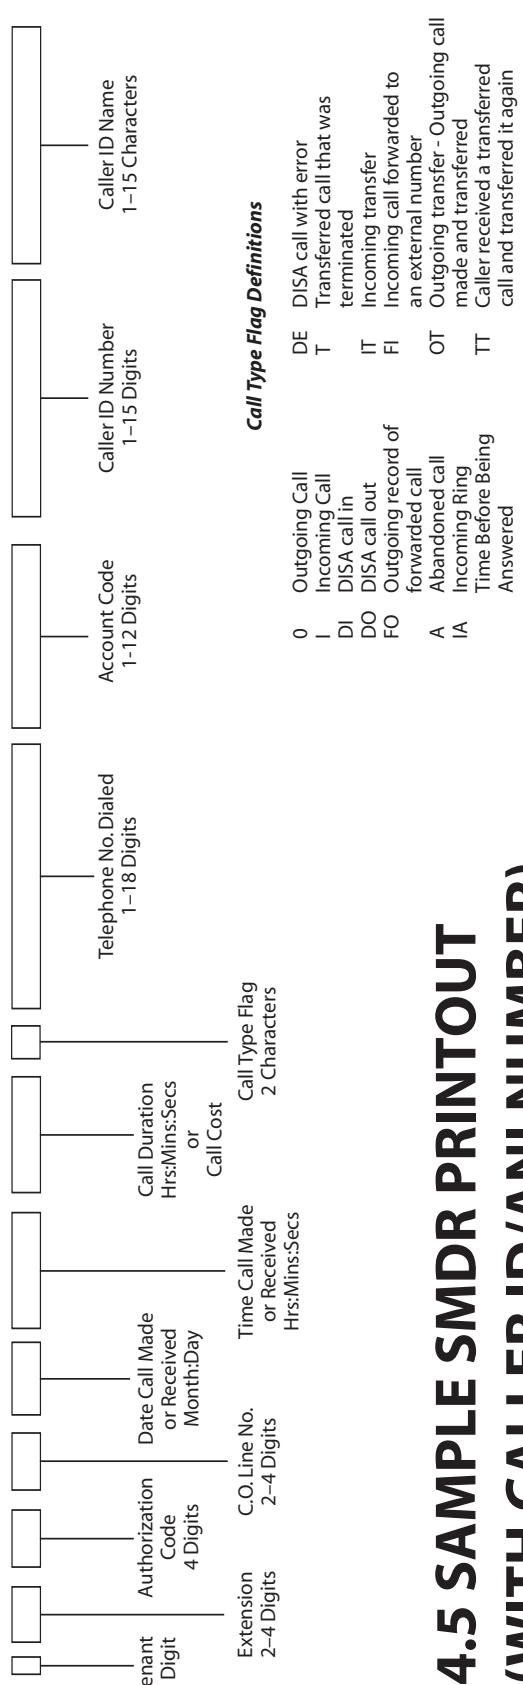 enant
Digit
Extension
2–4 Digits
Authorization
Code
4 Digits
C.O. Line No.
2–4 Digits
Date Call Made
or Received
Month:Day
Time Call Made
or Received
Hrs:Mins:Secs
Call Duration
Hrs:Mins:Secs
or
Call Cost
Call Type Flag
2 Characters
Telephone No. Dialed
1–18 Digits
Account Code
1-12 Digits
Caller ID Number
1–15 Digits
Caller ID Name
1–15 Characters
Call Type Flag Definitions
0 Outgoing Call
I Incoming Call
DI DISA call in
DO DISA call out
FO Outgoing record of
forwarded call
A Abandoned call
IA Incoming Ring
Time Before Being
Answered
DE DISA call with error
T Transferred call that was
terminated
IT Incoming transfer
FI Incoming call forwarded to
an external number
OT Outgoing transfer - Outgoing call
made and transferred
TT Caller received a transferred
call and transferred it again
4.5 SAMPLE SMDR PRINTOUT
(WITH CALLER ID/ANI NUMBER)